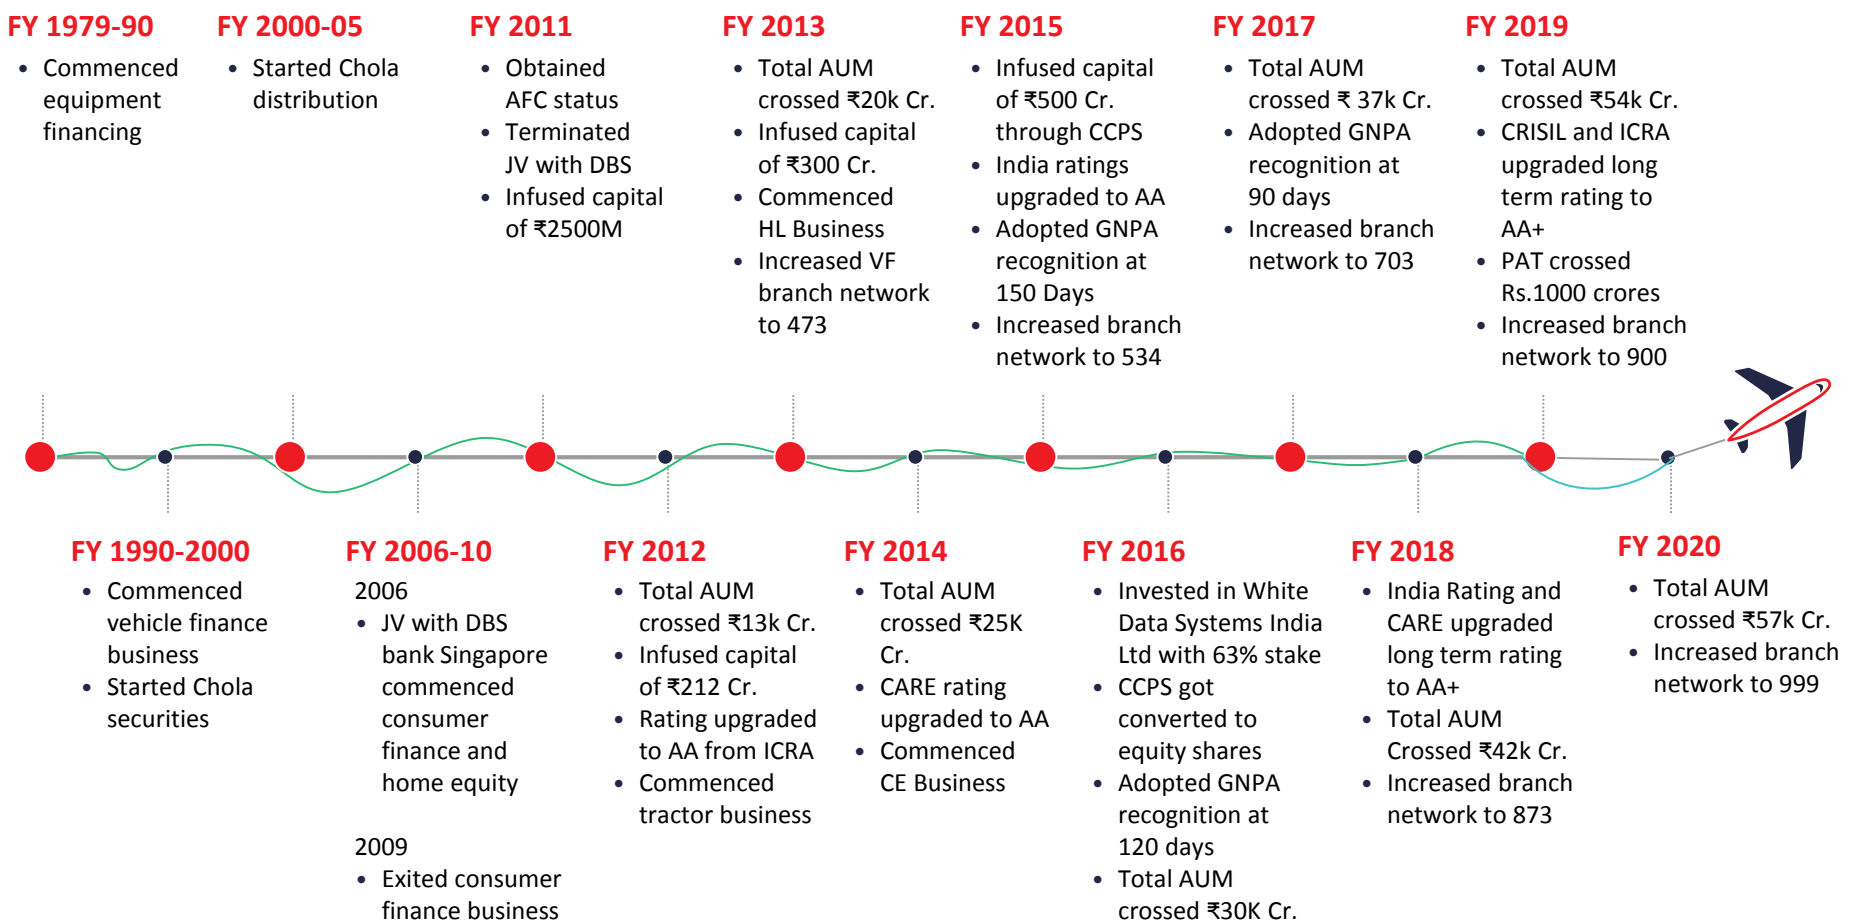 FY 1979-90
• Commenced
equipment
financing
FY 2000-05
• Started Chola
distribution
FY 2011
• Obtained
AFC status
• Terminated
JV with DBS
• Infused capital
of ₹2500M
FY 2013
• Total AUM
crossed ₹20k Cr.
• Infused capital
of ₹300 Cr.
• Commenced
HL Business
• Increased VF
branch network
to 473
FY 2015
• Infused capital
of ₹500 Cr.
through CCPS
• India ratings
upgraded to AA
• Adopted GNPA
recognition at
150 Days
• Increased branch
network to 534
FY 2017
• Total AUM
crossed ₹ 37k Cr.
• Adopted GNPA
recognition at
90 days
• Increased branch
network to 703
FY 2019
• Total AUM
crossed ₹54k Cr.
• CRISIL and ICRA
upgraded long
term rating to
AA+
• PAT crossed
Rs.1000 crores
• Increased branch
network to 900
FY 1990-2000
• Commenced
vehicle finance
business
• Started Chola
securities
FY 2006-10
2006
• JV with DBS
bank Singapore
commenced
consumer
finance and
home equity
2009
• Exited consumer
finance business
FY 2012
• Total AUM
crossed ₹13k Cr.
• Infused capital
of ₹212 Cr.
• Rating upgraded
to AA from ICRA
• Commenced
tractor business
FY 2014
• Total AUM
crossed ₹25K
Cr.
• CARE rating
upgraded to AA
• Commenced
CE Business
FY 2016
• Invested in White
Data Systems India
Ltd with 63% stake
• CCPS got
converted to
equity shares
• Adopted GNPA
recognition at
120 days
• Total AUM
crossed ₹30K Cr.
FY 2018
• India Rating and
CARE upgraded
long term rating
to AA+
• Total AUM
Crossed ₹42k Cr.
• Increased branch
network to 873
FY 2020
• Total AUM
crossed ₹57k Cr.
• Increased branch
network to 999